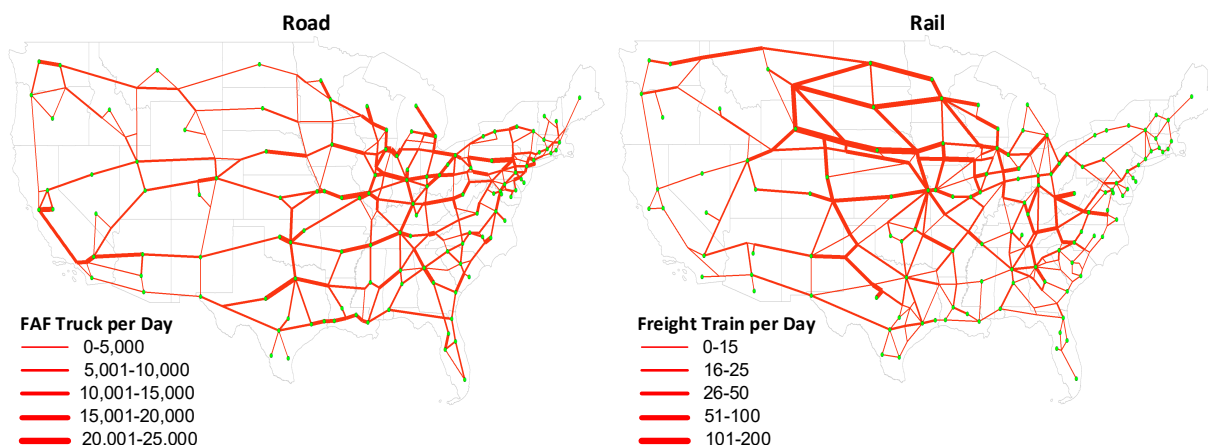 Road
FAF Truck per Day
0-5,000
5,001-10,000
10,001-15,000
15,001-20,000
20,001-25,000
Rail
Freight Train per Day
0-15
16-25
26-50
51-100
101-200